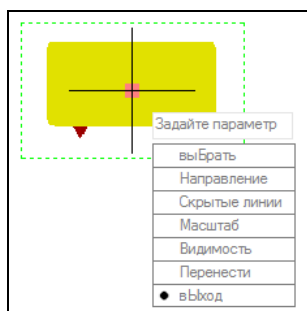 Задайте параметр
выБрать
Направление
Скрытые линии
Масштаб
Видимость
Перенести
вЫход